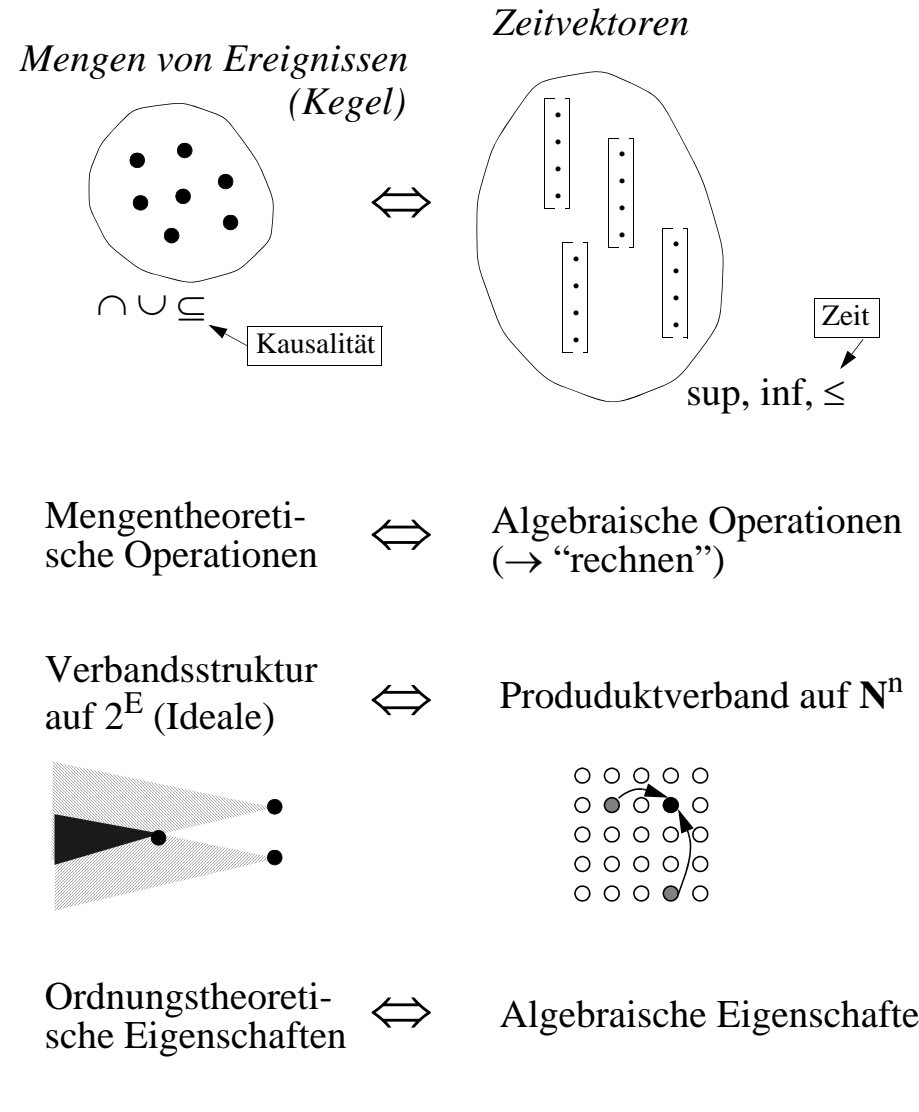 Zeitvektoren
Mengen von Ereignissen
(Kegel)
⇔
∩ ∪ ⊆
Kausalität
Zeit
sup, inf, ≤
Mengentheoreti-
sche Operationen
⇔
Algebraische Operationen
(→ “rechnen”)
Verbandsstruktur
auf 2^E (Ideale)
⇔
Produduktverband auf N^n
Ordnungstheoreti-
sche Eigenschaften
⇔
Algebraische Eigenschafte